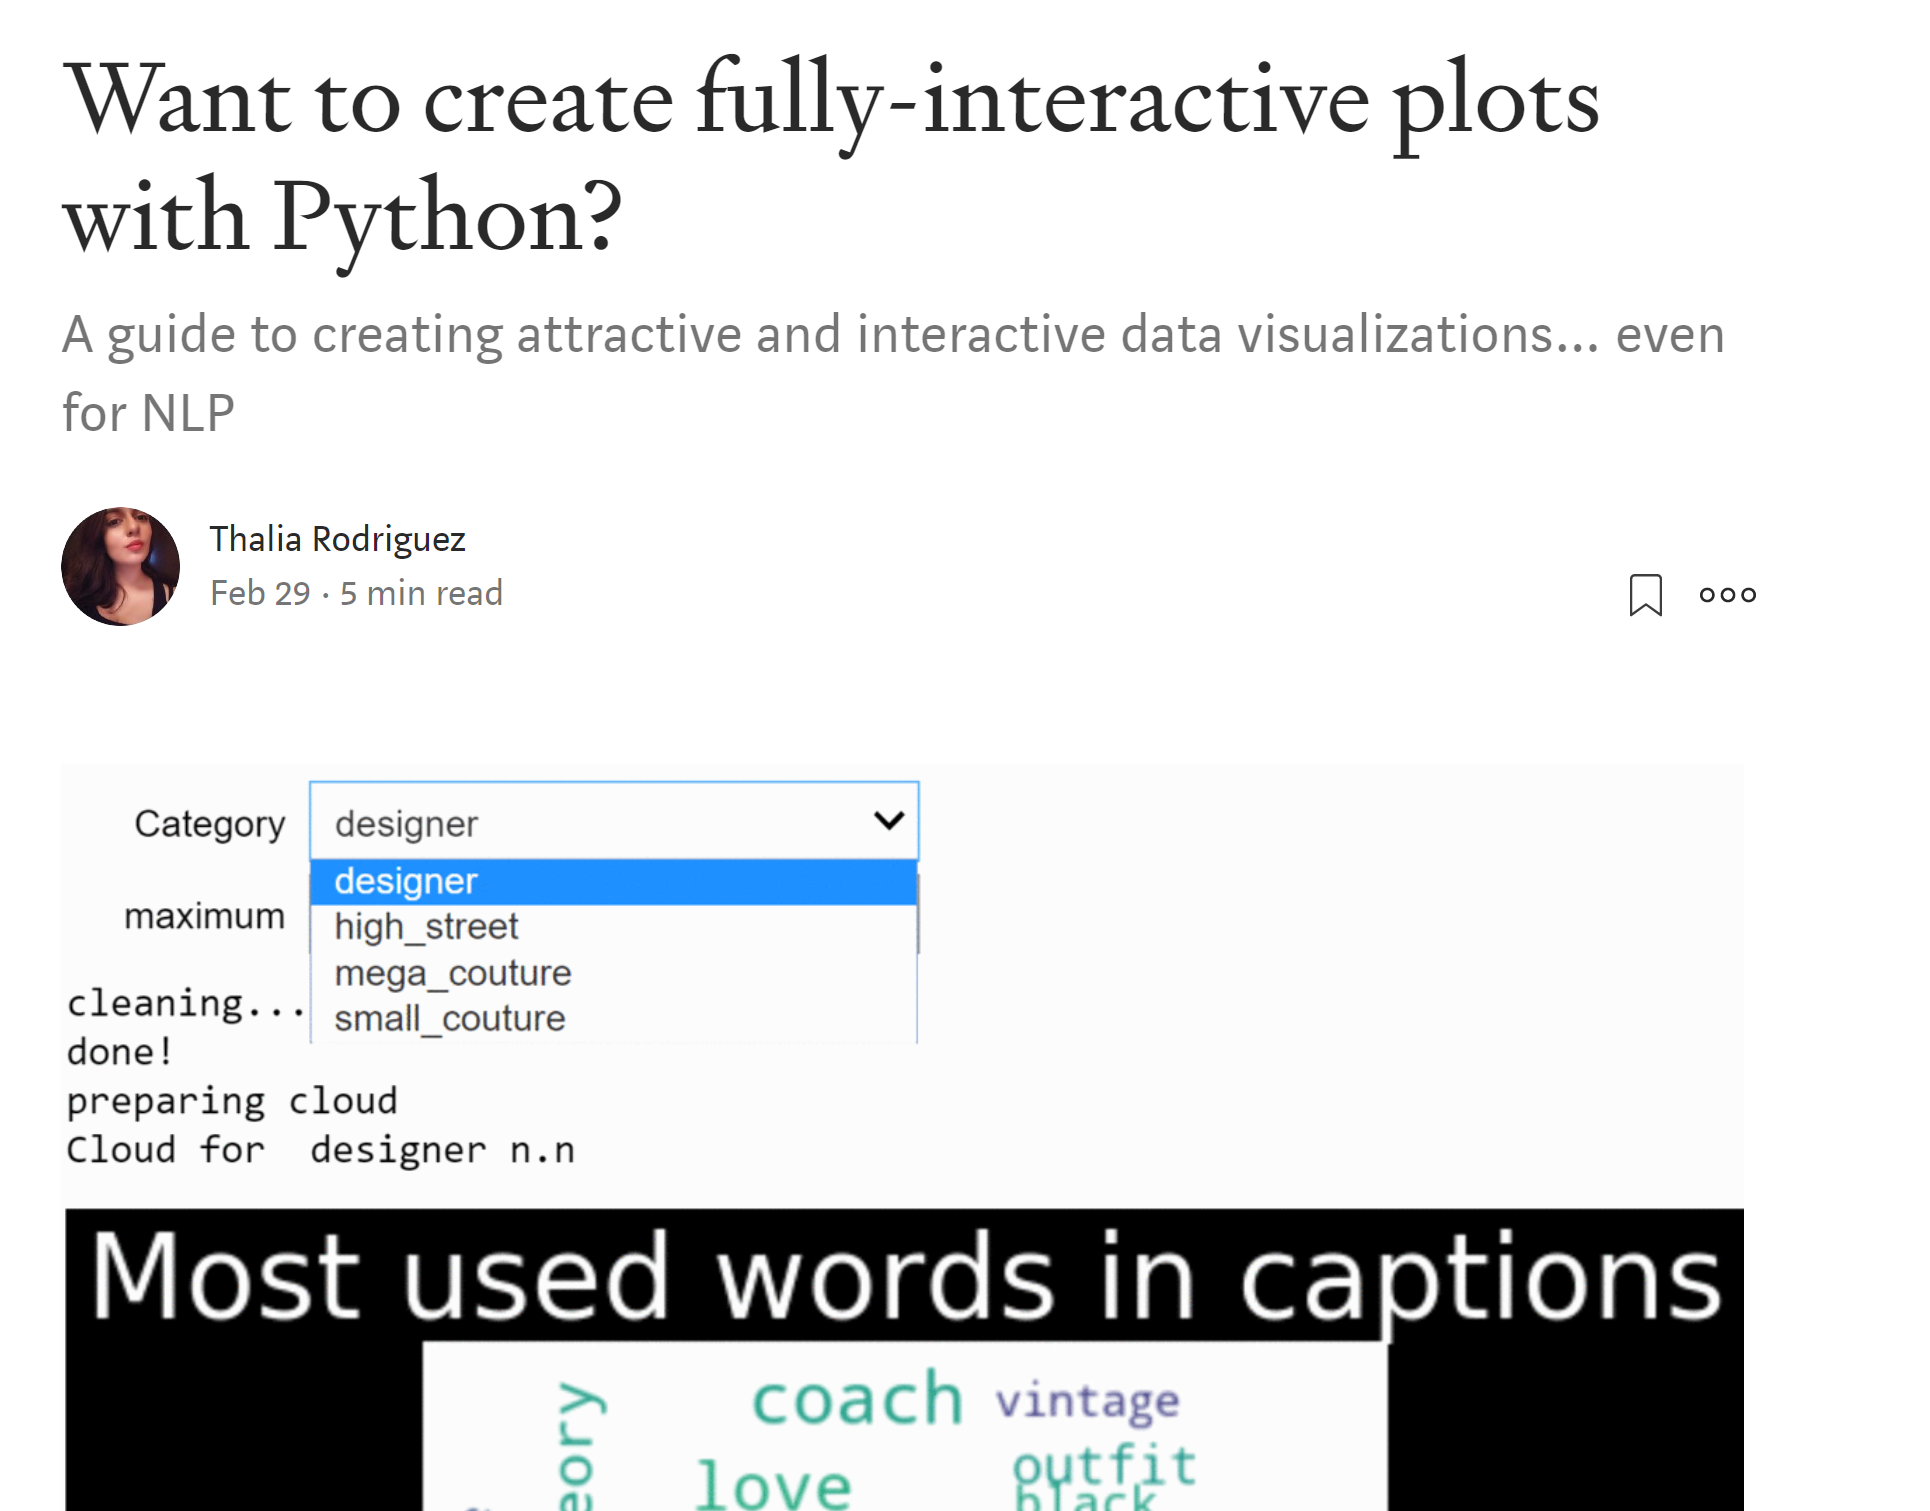 Want to create fully-interactive plots
with Python?
A guide to creating attractive and interactive data visualizations... even
for NLP
Thalia Rodriguez
Feb 29 · 5 min read
Category designer
designer
maximum
high_street
mega_couture
cleaning...
small_couture
done!
preparing cloud
Cloud for  designer n.n
Most used words in captions
coach vintage
outfit
love
black